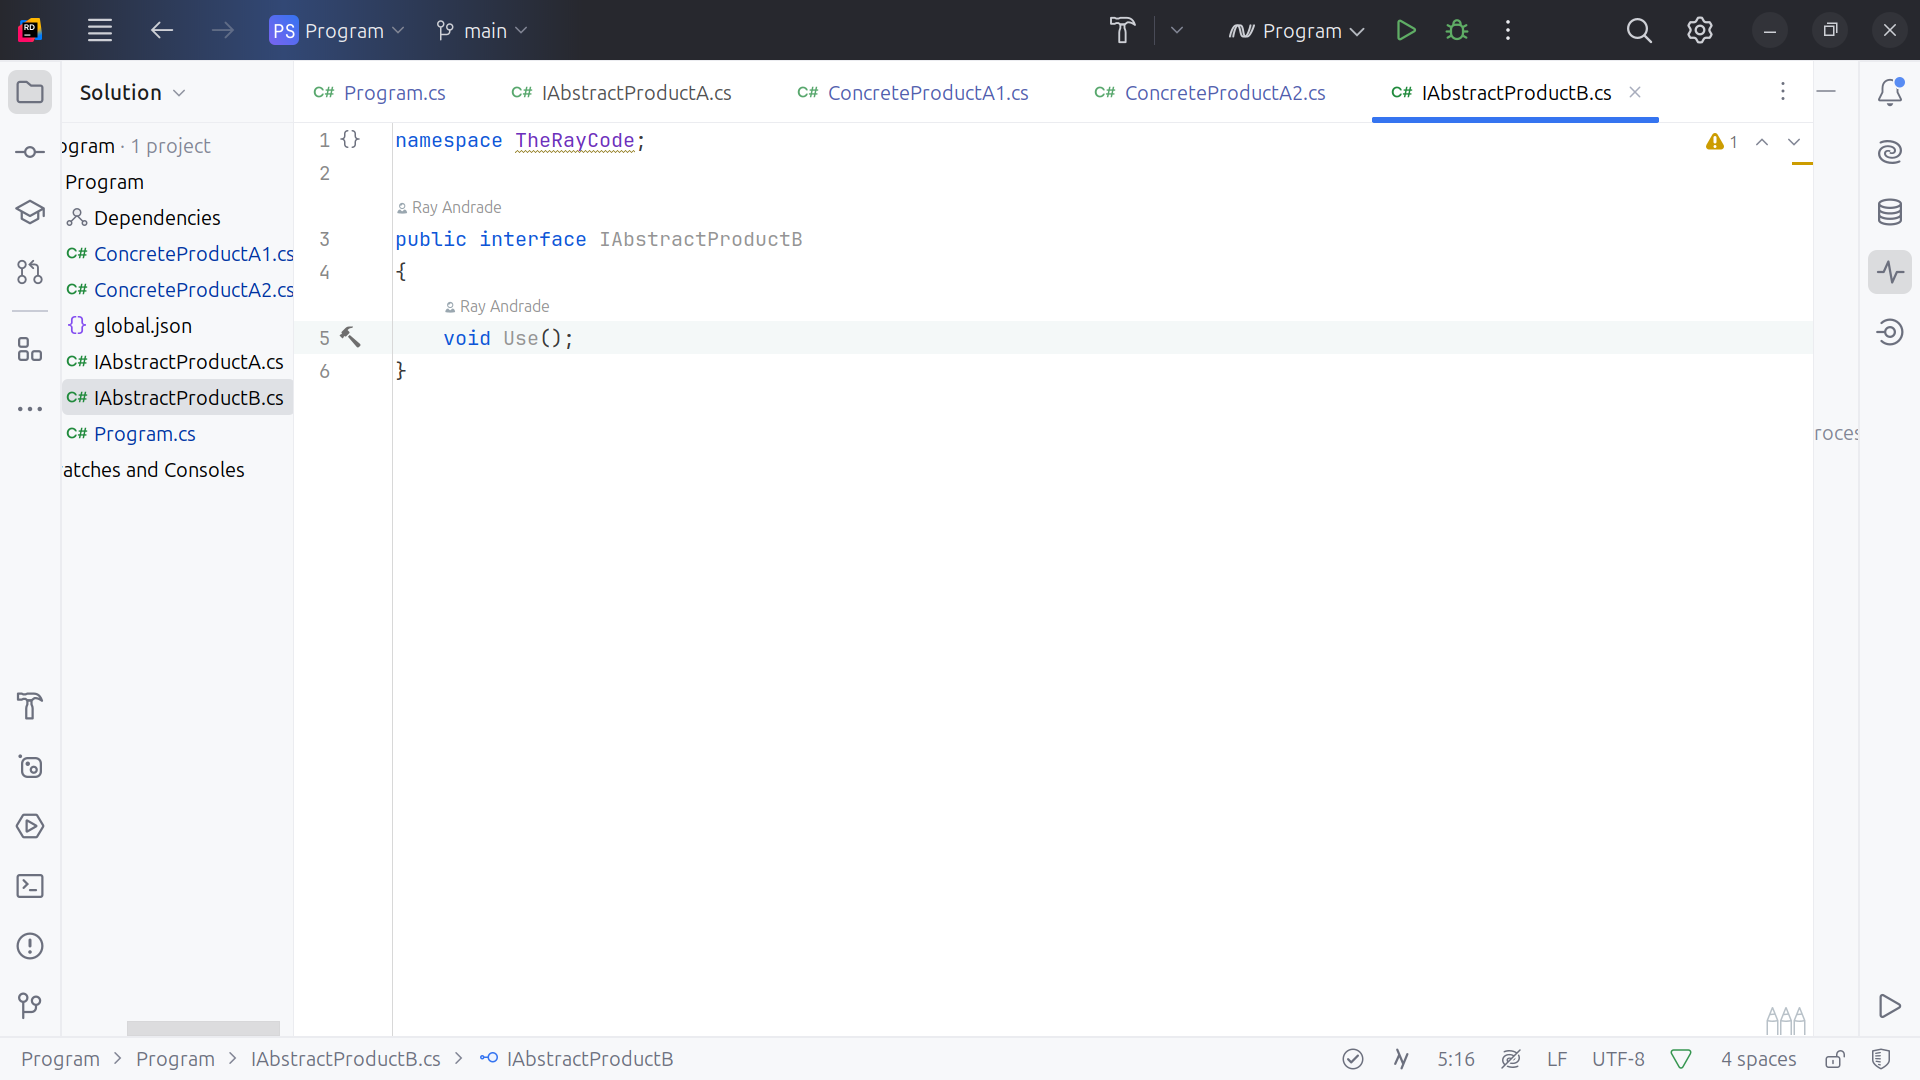 RD
PS Program main
Program
Solution
Program.cs
IAbstractProductA.cs
ConcreteProductA1.cs
ConcreteProductA2.cs
IAbstractProductB.cs
ogram · 1 project
Program
Dependencies
ConcreteProductA1.cs
ConcreteProductA2.cs
global.json
IAbstractProductA.cs
IAbstractProductB.cs
Program.cs
atches and Consoles
1 {} namespace TheRayCode;
2
Ray Andrade
3 public interface IAbstractProductB
4 {
Ray Andrade
5 void Use();
6 }
1
roces
Program > Program > IAbstractProductB.cs > IAbstractProductB
5:16 LF UTF-8 4 spaces